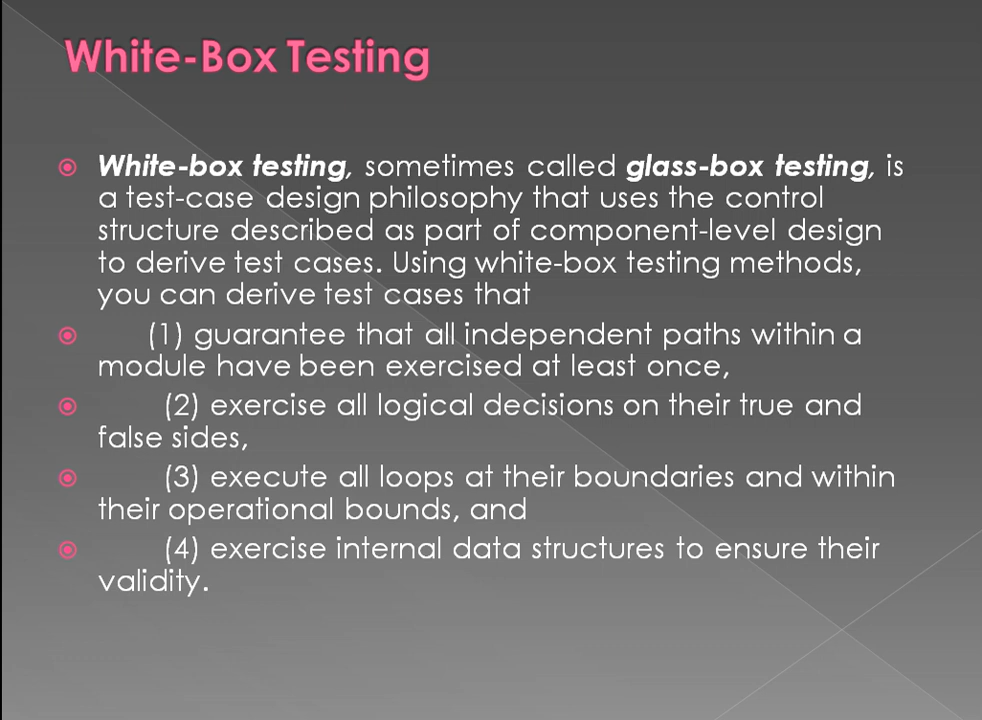 White-Box Testing
White-box testing, sometimes called glass-box testing, is
a test-case design philosophy that uses the control
structure described as part of component-level design
to derive test cases. Using white-box testing methods,
you can derive test cases that
(1) guarantee that all independent paths within a
module have been exercised at least once,
(2) exercise all logical decisions on their true and
false sides,
(3) execute all loops at their boundaries and within
their operational bounds, and
(4) exercise internal data structures to ensure their
validity.